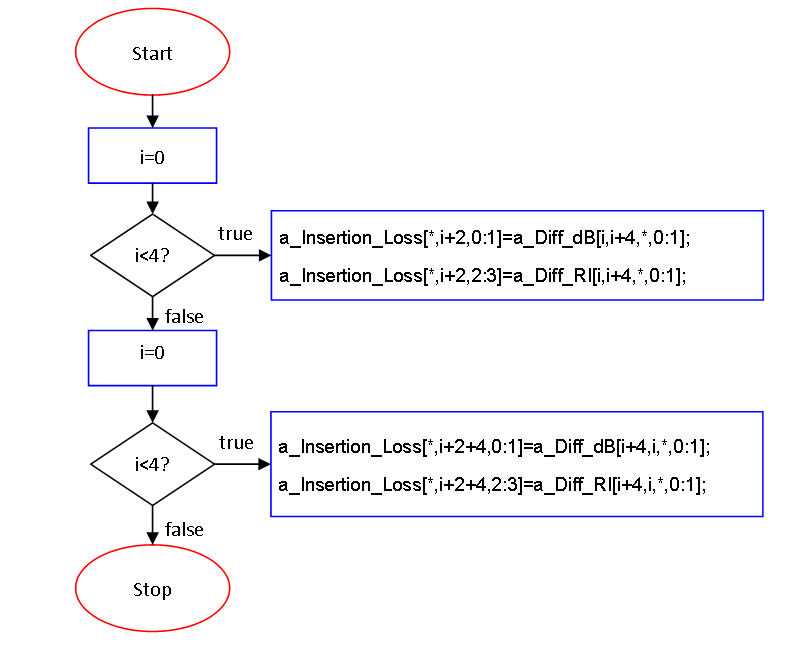 Start
i=0
i<4?
true
a_Insertion_Loss[*,i+2,0:1]=a_Diff_dB[i,i+4,*,0:1];
a_Insertion_Loss[*,i+2,2:3]=a_Diff_RI[i,i+4,*,0:1];
false
i=0
i<4?
true
a_Insertion_Loss[*,i+2+4,0:1]=a_Diff_dB[i+4,i,*,0:1];
a_Insertion_Loss[*,i+2+4,2:3]=a_Diff_RI[i+4,i,*,0:1];
false
Stop